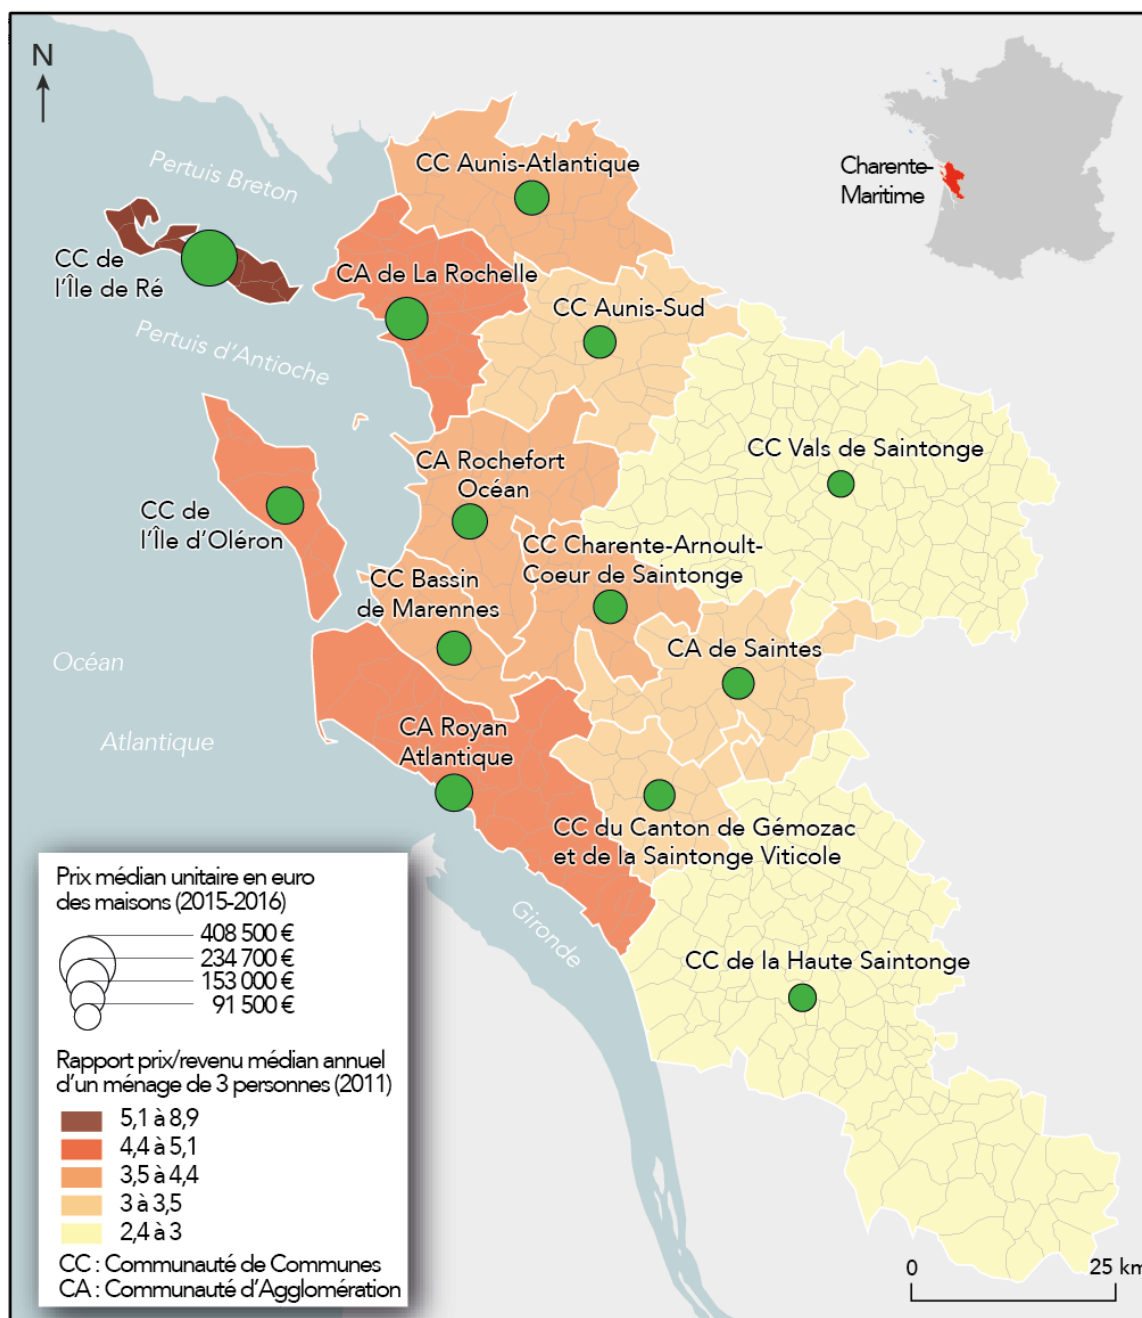 N
Pertuis Breton
CC Aunis-Atlantique
Charente-
Maritime
CC de
l'Île de Ré
CA de La Rochelle
CC Aunis-Sud
Pertuis d'Antioche
CC Vals de Saintonge
CA Rochefort
Océan
CC de
l'Île d'Oléron
CC Charente-Arnoult-
Coeur de Saintonge
CC Bassin
de Marennes
CA de Saintes
Océan
Atlantique
CA Royan
Atlantique
CC du Canton de Gémozac
et de la Saintonge Viticole
Gironde
CC de la Haute Saintonge
Prix médian unitaire en euro
des maisons (2015-2016)
408 500 €
234 700 €
153 000 €
91 500 €
Rapport prix/revenu médian annuel
d'un ménage de 3 personnes (2011)
5,1 à 8,9
4,4 à 5,1
3,5 à 4,4
3 à 3,5
2,4 à 3
CC : Communauté de Communes
CA : Communauté d'Agglomération
0 25 km